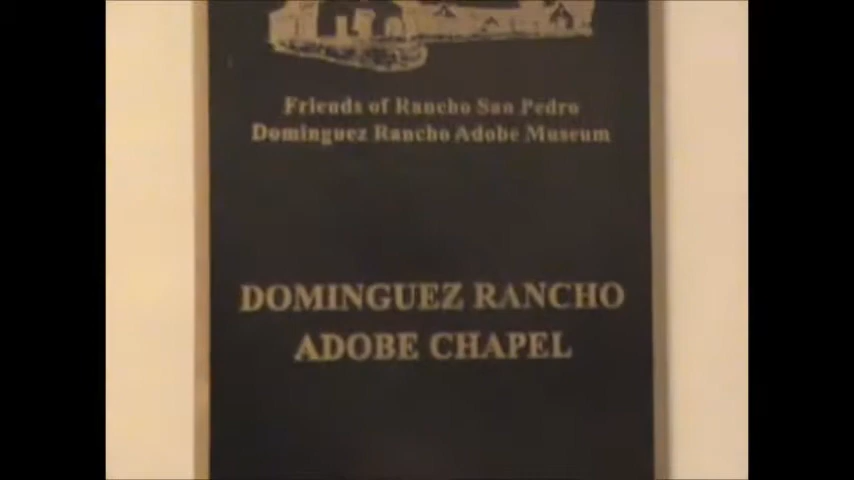 Friends of Rancho San Pedro
Dominguez Rancho Adobe Museum
DOMINGUEZ RANCHO
ADOBE CHAPEL